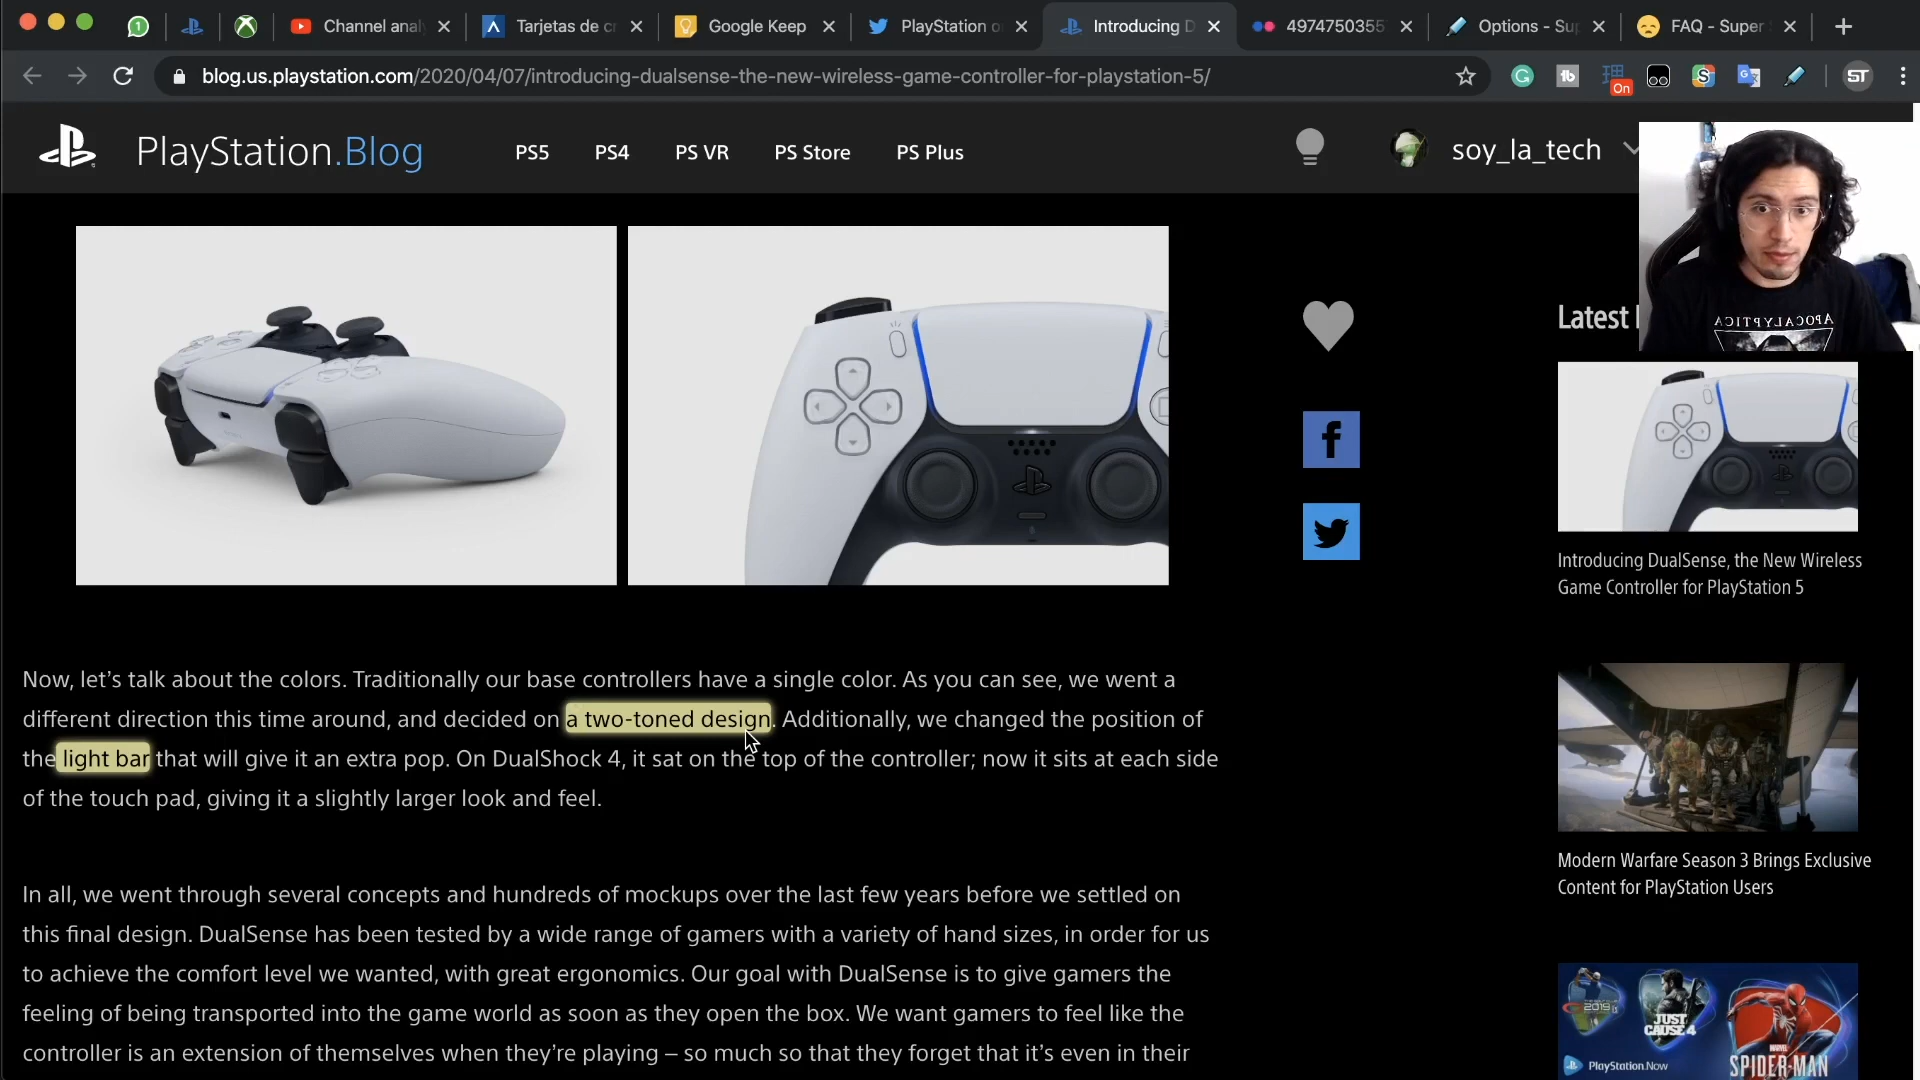 Channel anal
Tarjetas de c
Google Keep
PlayStation o
Introducing D
4974750355
Options - Su
FAQ - Super
blog.us.playstation.com/2020/04/07/introducing-dualsense-the-new-wireless-game-controller-for-playstation-5/
On
ST
PlayStation.Blog
PS5
PS4
PS VR
PS Store
PS Plus
soy_la_tech
APOCALYPTICA
Latest
Introducing DualSense, the New Wireless
Game Controller for PlayStation 5
Now, let's talk about the colors. Traditionally our base controllers have a single color. As you can see, we went a
different direction this time around, and decided on a two-toned design. Additionally, we changed the position of
the light bar that will give it an extra pop. On DualShock 4, it sat on the top of the controller; now it sits at each side
of the touch pad, giving it a slightly larger look and feel.
Modern Warfare Season 3 Brings Exclusive
Content for PlayStation Users
In all, we went through several concepts and hundreds of mockups over the last few years before we settled on
this final design. DualSense has been tested by a wide range of gamers with a variety of hand sizes, in order for us
to achieve the comfort level we wanted, with great ergonomics. Our goal with DualSense is to give gamers the
feeling of being transported into the game world as soon as they open the box. We want gamers to feel like the
controller is an extension of themselves when they're playing – so much so that they forget that it's even in their
2019
JUST
CAUSE 4
MARVEL
SPIDER-MAN
PlayStation.Now